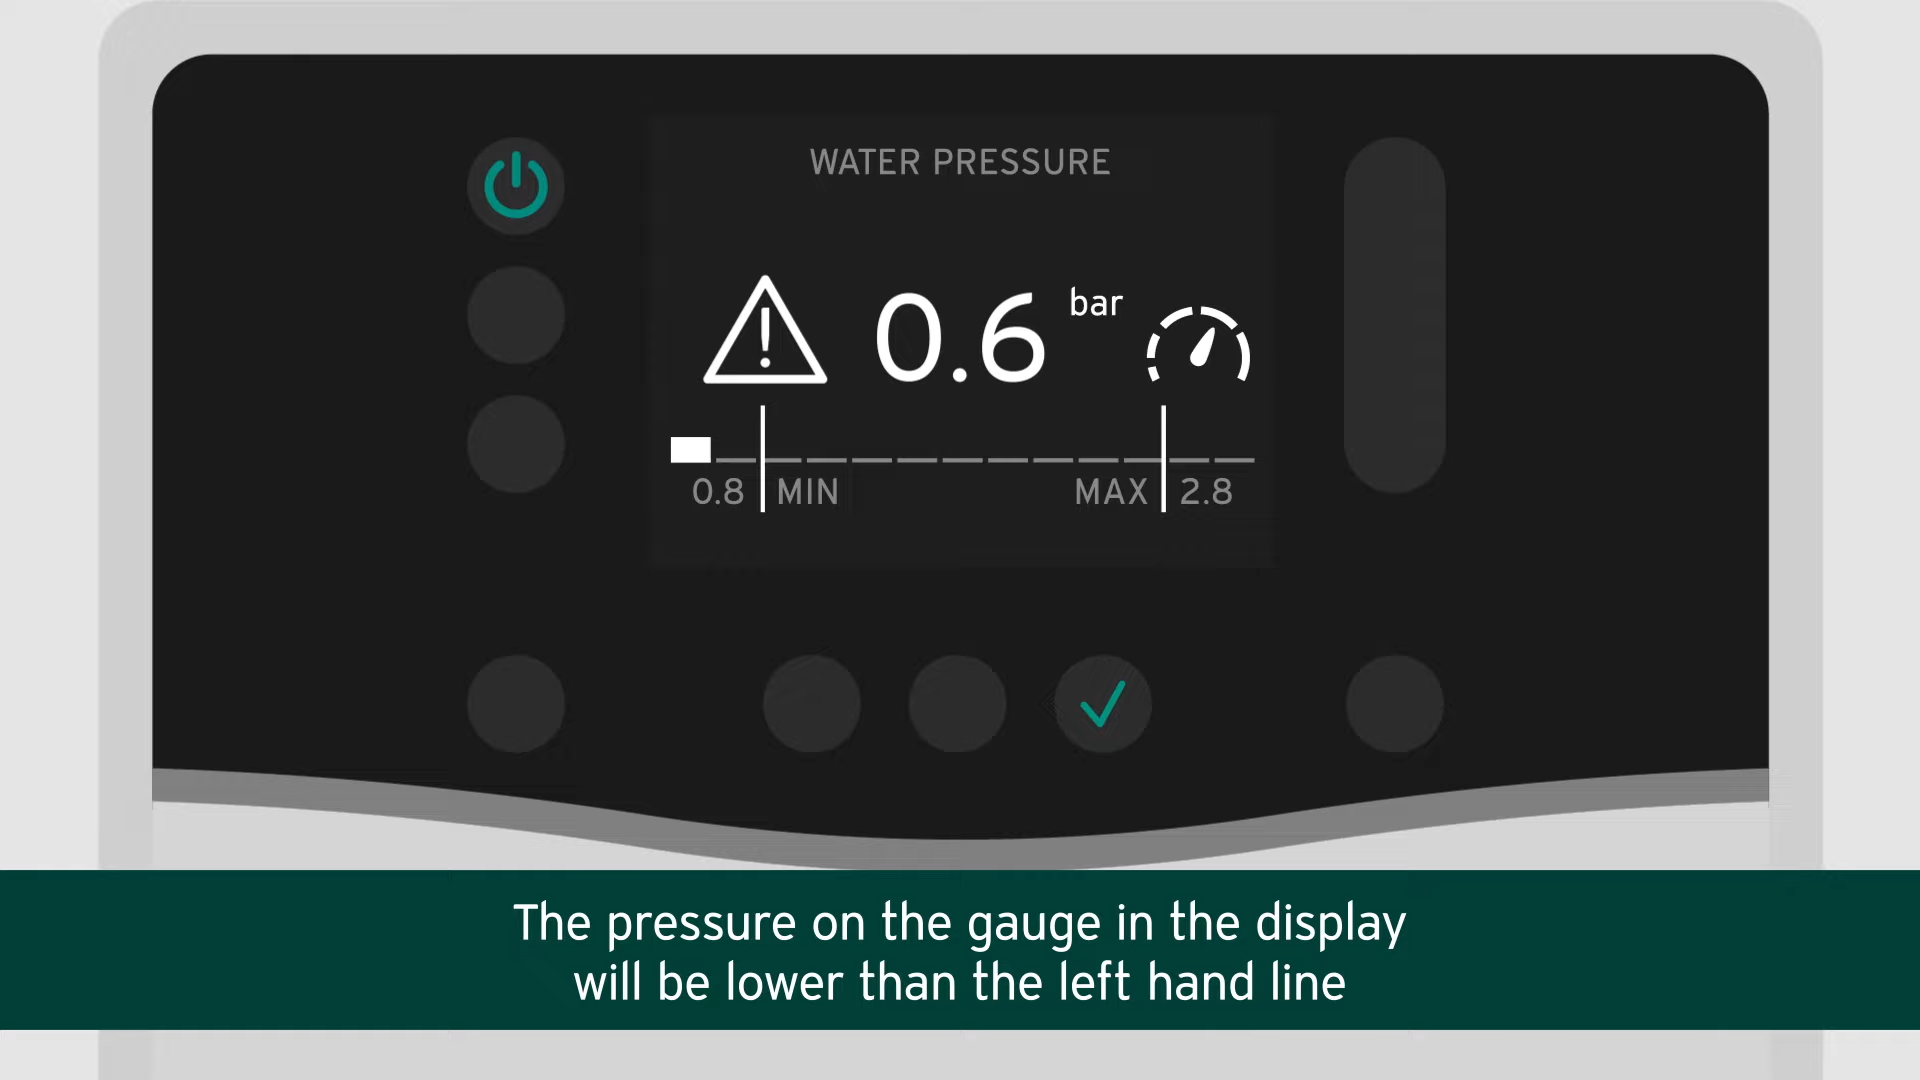 WATER PRESSURE
0.6 bar
0.8 MIN MAX 2.8
The pressure on the gauge in the display
will be lower than the left hand line